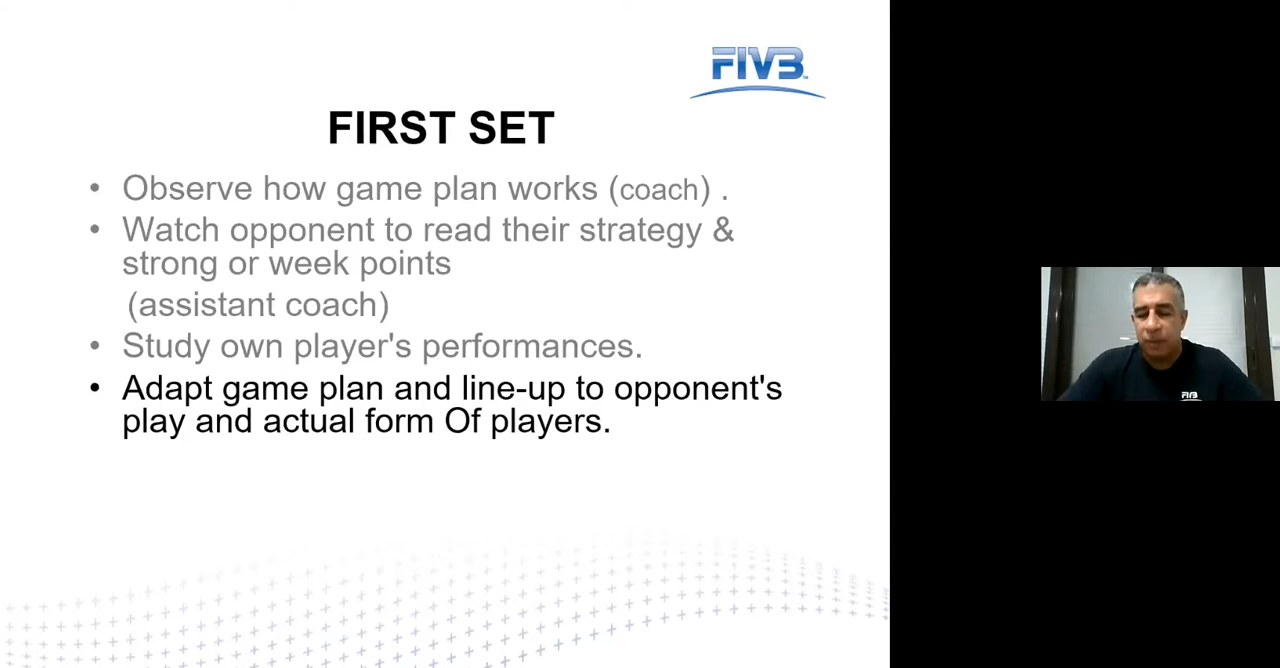 FIVB
FIRST SET
• Observe how game plan works (coach) .
• Watch opponent to read their strategy &
strong or week points
(assistant coach)
• Study own player's performances.
• Adapt game plan and line-up to opponent's
play and actual form Of players.
FIVB